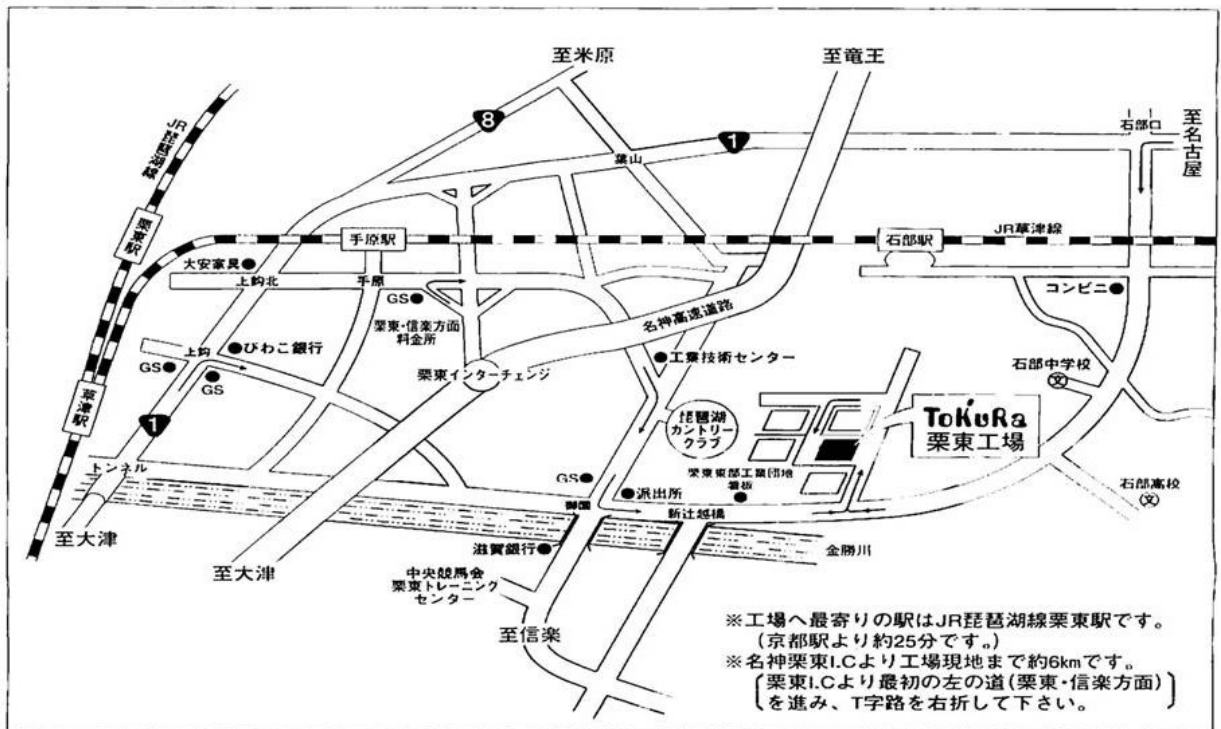 至米原
至竜王
8
1
石部口
至名古屋
JR琵琶湖線
葉山
栗東駅
手原駅
石部駅
JR草津線
大安家具
上鈎北
手原
GS
コンビニ
栗東・信楽方面
料金所
名神高速道路
上鈎
びわこ銀行
GS
GS
栗東インターチェンジ
工業技術センター
石部中学校
文
草津駅
1
琵琶湖
カントリー
クラブ
ToKuRa
栗東工場
トンネル
GS
栗東東部工業団地
看板
派出所
御園
新辻越橋
石部高校
文
至大津
滋賀銀行
金勝川
至大津
中央競馬会
栗東トレーニング
センター
至信楽
※工場へ最寄りの駅はJR琵琶湖線栗東駅です。
(京都駅より約25分です。)
※名神栗東I.Cより工場現地まで約6kmです。
栗東I.Cより最初の左の道(栗東・信楽方面)
を進み、T字路を右折して下さい。